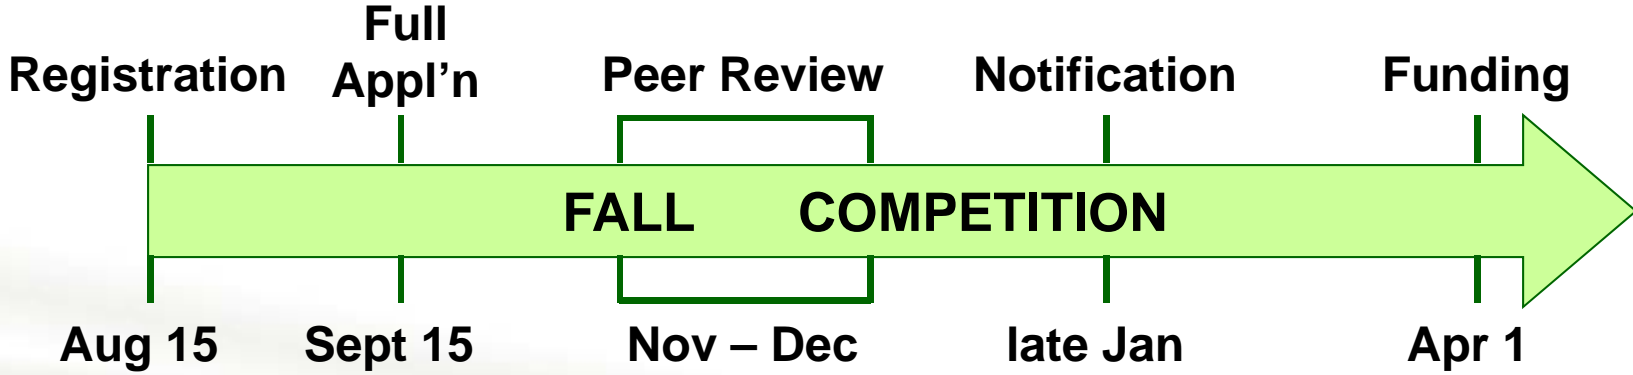 Registration
Full
Appl’n
Peer Review
Notification
Funding
FALL COMPETITION
Aug 15
Sept 15
Nov – Dec
late Jan
Apr 1